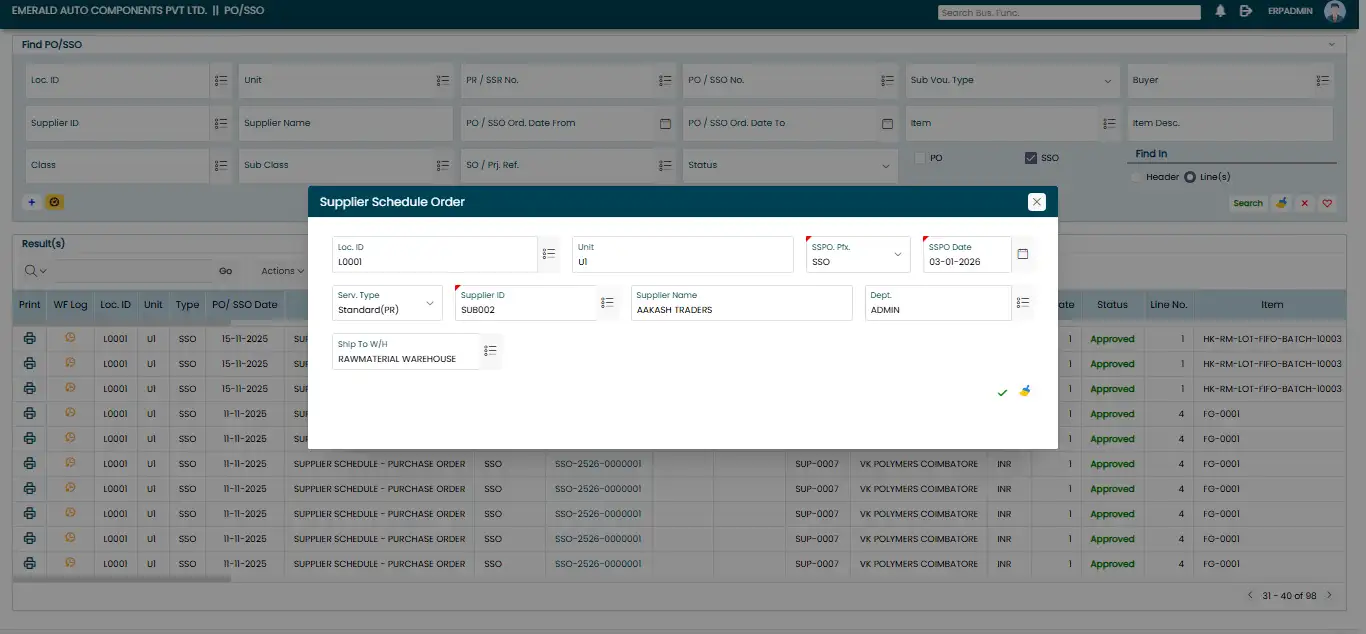 EMERALD AUTO COMPONENTS PVT LTD. || PO/SSO Search Bus. Func. ERPADMIN
Find PO/SSO
Loc. ID Unit PR / SSR No. PO / SSO No. Sub Vou. Type Buyer
Supplier ID Supplier Name PO / SSO Ord. Date From PO / SSO Ord. Date To Item Item Desc.
Class Sub Class SO / Prj. Ref. Status PO SSO Find In
Header Line(s)
Search
Supplier Schedule Order
Loc. ID Unit SSPO. Pfx. SSPO Date
L0001 U1 SSO 03-01-2026
Serv. Type Supplier ID Supplier Name Dept.
Standard(PR) SUB002 AAKASH TRADERS ADMIN
Ship To W/H
RAWMATERIAL WAREHOUSE
Result(s)
Go Actions
Print WF Log Loc. ID Unit Type PO/ SSO Date ate Status Line No. Item
L0001 U1 SSO 15-11-2025 SUP 1 Approved 1 HK-RM-LOT-FIFO-BATCH-10003
L0001 U1 SSO 15-11-2025 SUP 1 Approved 1 HK-RM-LOT-FIFO-BATCH-10003
L0001 U1 SSO 15-11-2025 SUP 1 Approved 1 HK-RM-LOT-FIFO-BATCH-10003
L0001 U1 SSO 11-11-2025 SUP 1 Approved 4 FG-0001
L0001 U1 SSO 11-11-2025 SUP 1 Approved 4 FG-0001
L0001 U1 SSO 11-11-2025 SUPPLIER SCHEDULE - PURCHASE ORDER SSO SSO-2526-0000001 SUP-0007 VK POLYMERS COIMBATORE INR 1 Approved 4 FG-0001
L0001 U1 SSO 11-11-2025 SUPPLIER SCHEDULE - PURCHASE ORDER SSO SSO-2526-0000001 SUP-0007 VK POLYMERS COIMBATORE INR 1 Approved 4 FG-0001
L0001 U1 SSO 11-11-2025 SUPPLIER SCHEDULE - PURCHASE ORDER SSO SSO-2526-0000001 SUP-0007 VK POLYMERS COIMBATORE INR 1 Approved 4 FG-0001
L0001 U1 SSO 11-11-2025 SUPPLIER SCHEDULE - PURCHASE ORDER SSO SSO-2526-0000001 SUP-0007 VK POLYMERS COIMBATORE INR 1 Approved 4 FG-0001
L0001 U1 SSO 11-11-2025 SUPPLIER SCHEDULE - PURCHASE ORDER SSO SSO-2526-0000001 SUP-0007 VK POLYMERS COIMBATORE INR 1 Approved 4 FG-0001
31 - 40 of 98